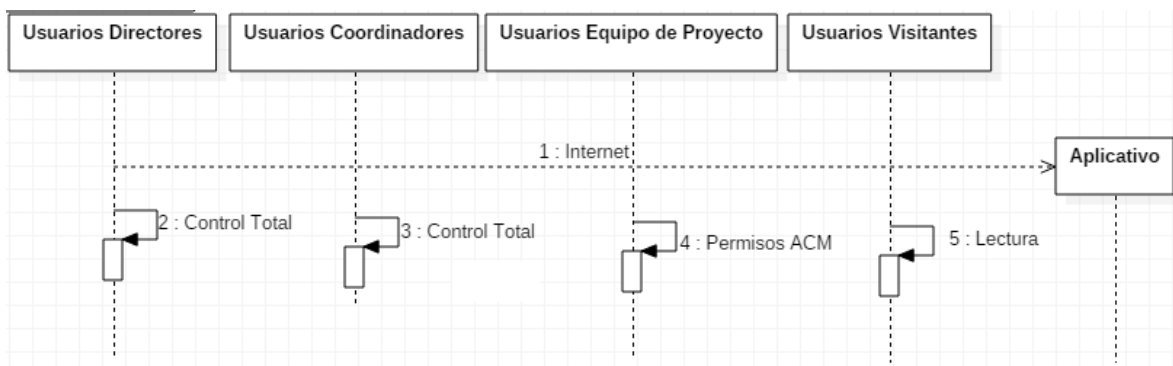 Usuarios Directores
Usuarios Coordinadores
Usuarios Equipo de Proyecto
Usuarios Visitantes
1 : Internet
Aplicativo
2 : Control Total
3 : Control Total
4 : Permisos ACM
5 : Lectura